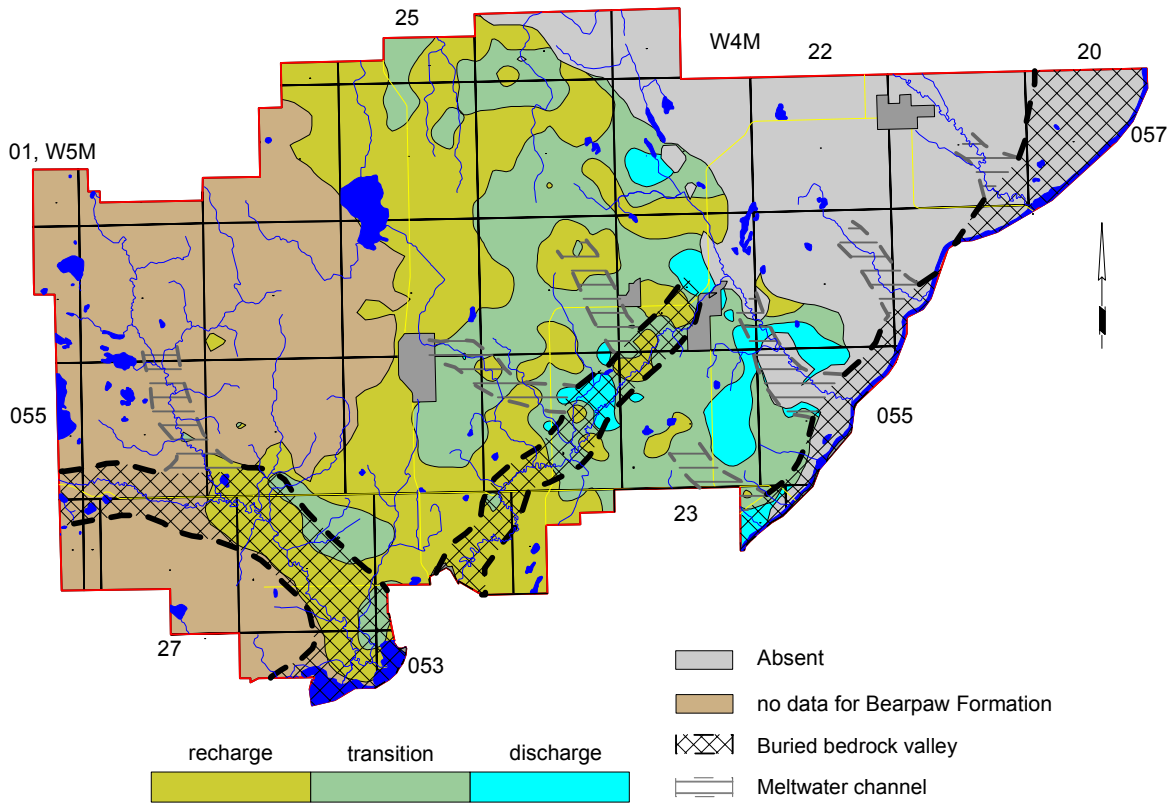 25
W4M
22
20
057
01, W5M
055
055
23
27
053
Absent
no data for Bearpaw Formation
Buried bedrock valley
Meltwater channel
recharge transition discharge